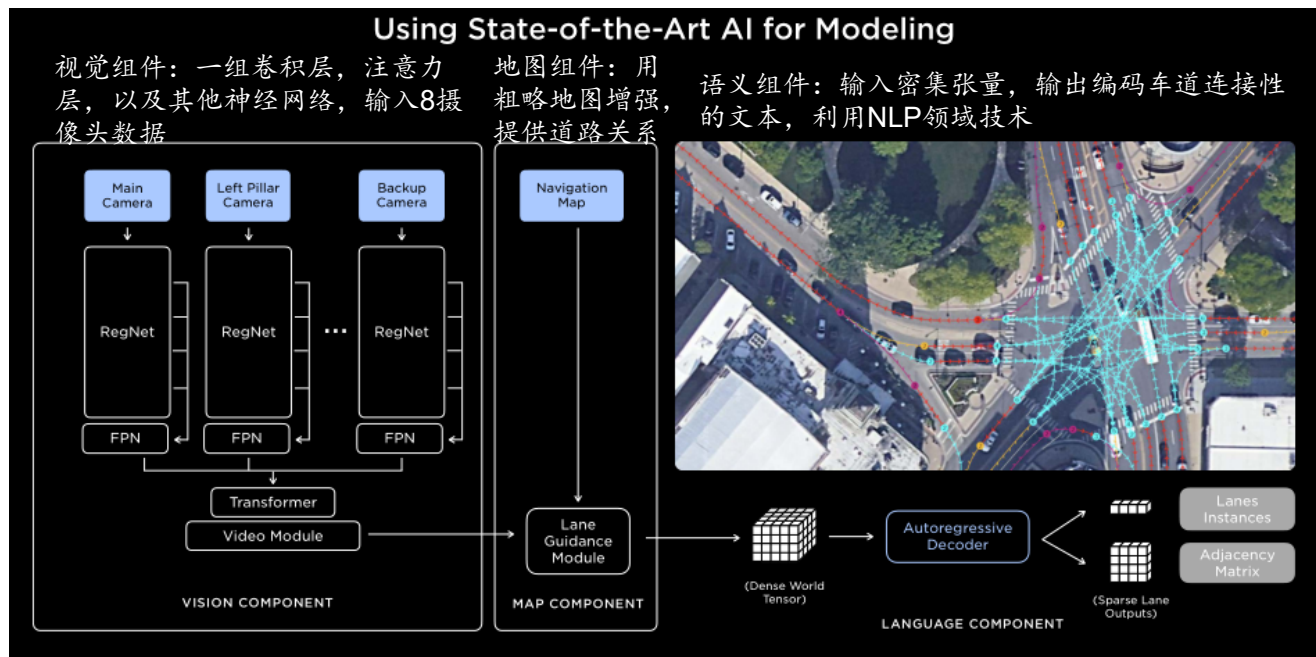 Using State-of-the-Art AI for Modeling
视觉组件：一组卷积层，注意力
层，以及其他神经网络，输入8摄
像头数据
地图组件：用
粗略地图增强，
提供道路关系
语义组件：输入密集张量，输出编码车道连接性
的文本，利用NLP领域技术
Main
Camera
Left Pillar
Camera
Backup
Camera
Navigation
Map
RegNet
RegNet
...
RegNet
FPN
FPN
FPN
Transformer
Video Module
VISION COMPONENT
Lane
Guidance
Module
MAP COMPONENT
(Dense World
Tensor)
Autoregressive
Decoder
(Sparse Lane
Outputs)
Lanes
Instances
Adjacency
Matrix
LANGUAGE COMPONENT